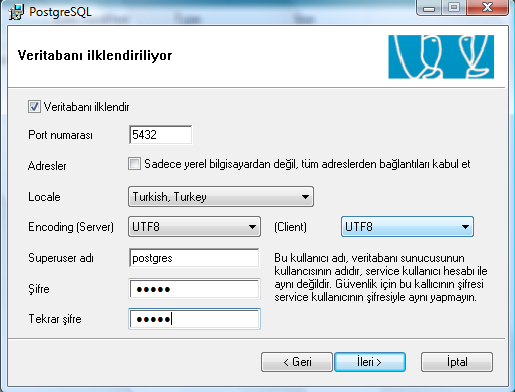 PostgreSQL
Veritabanı ilklendiriliyor
Veritabanı ilklendir
Port numarası 5432
Adresler Sadece yerel bilgisayardan değil, tüm adreslerden bağlantıları kabul et
Locale Turkish, Turkey
Encoding (Server) UTF8 (Client) UTF8
Superuser adı postgres
Bu kullanici adı, veritabanı sunucusunun
kullanıcısının adıdır, service kullanıcı hesabı ile
aynı değildir. Güvenlik için bu kallıcının şifresi
service kullanıcının şifresiyle aynı yapmayın.
Şifre •••••
Tekrar şifre •••••
< Geri İleri > İptal